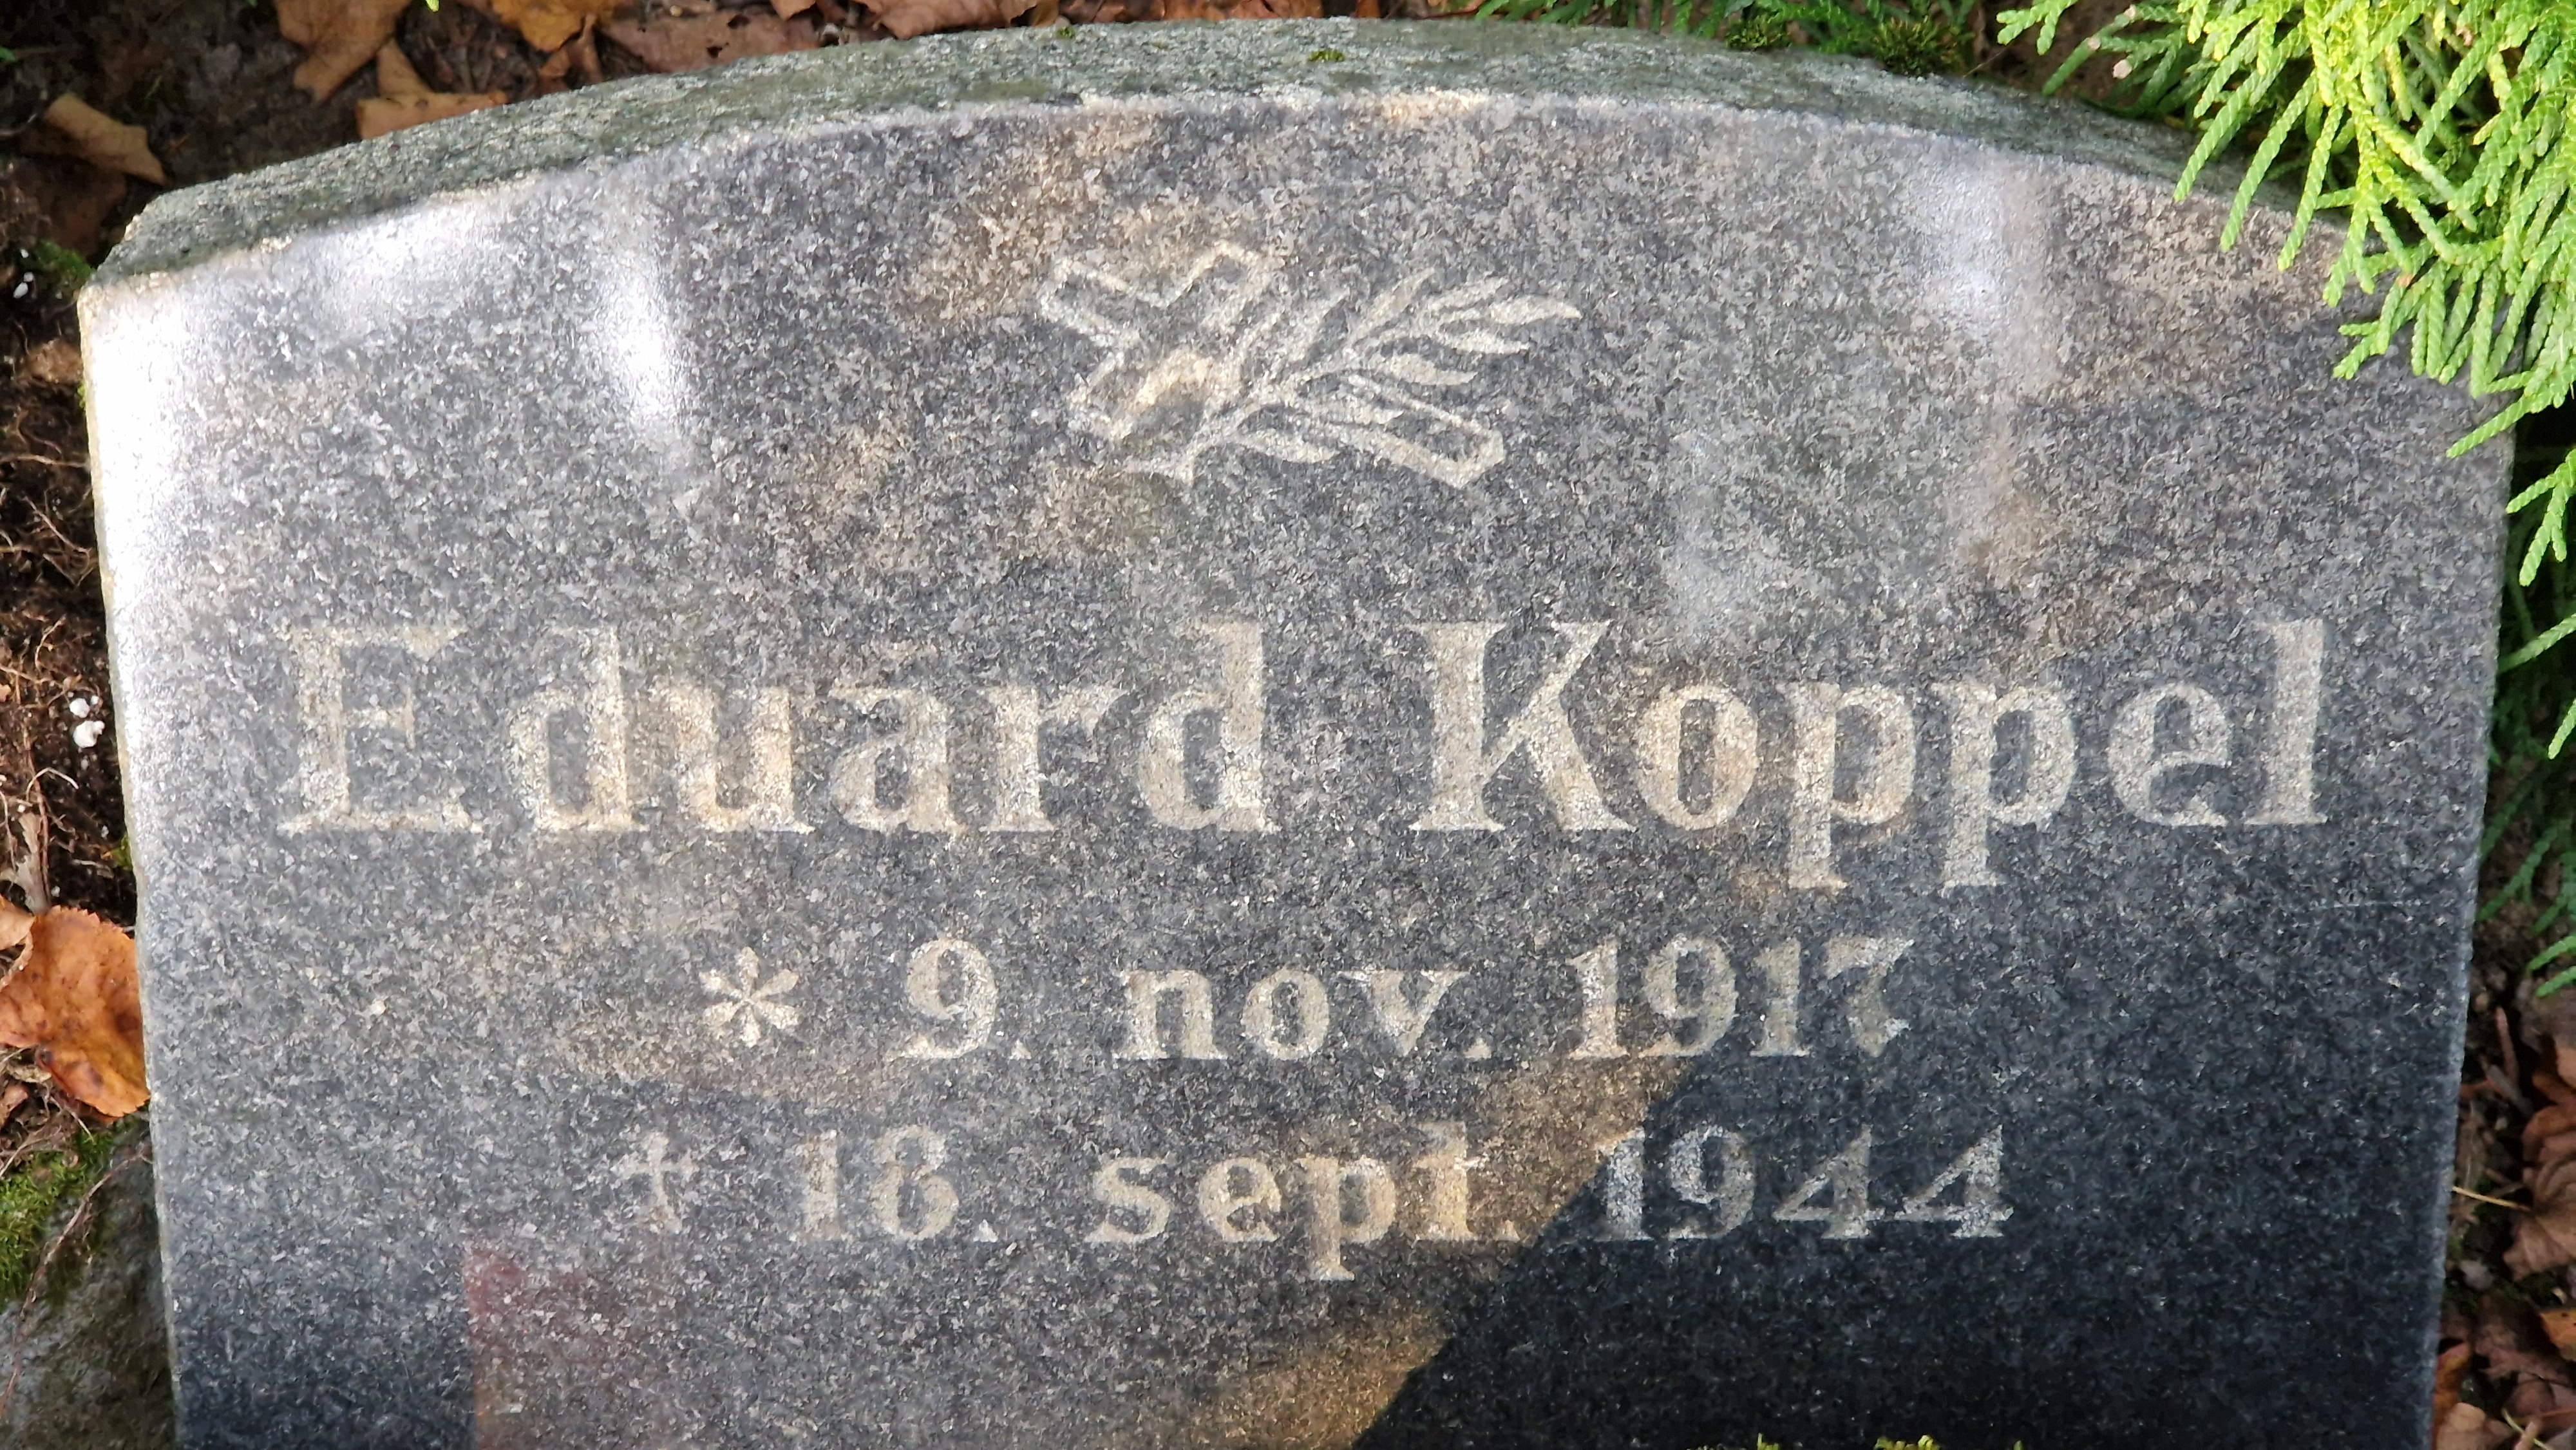 Eduard Koppel
* 9. nov. 1917
† 18. sept. 1944